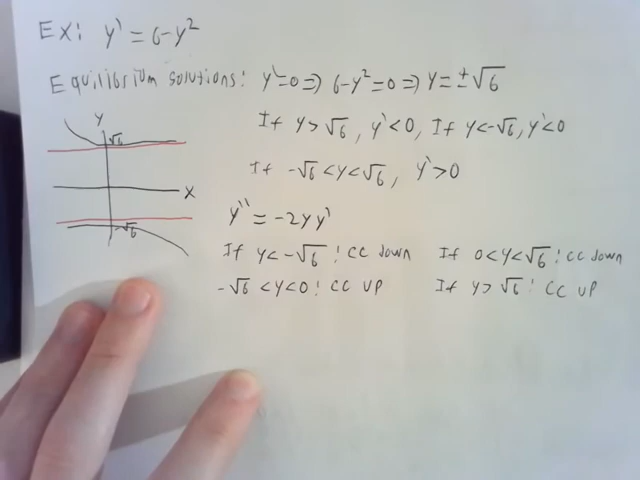 Ex: y' = 6-y²
Equilibrium solutions: y'=0 ⇒ 6-y²=0 ⇒ y=±√6
If y>√6, y'<0, If y<-√6, y'<0
If -√6<y<√6, y'>0
y
√6
x
-√6
y'' = -2yy'
If y<-√6: CC down If 0<y<√6: CC down
-√6<y<0: CC up If y>√6: CC up